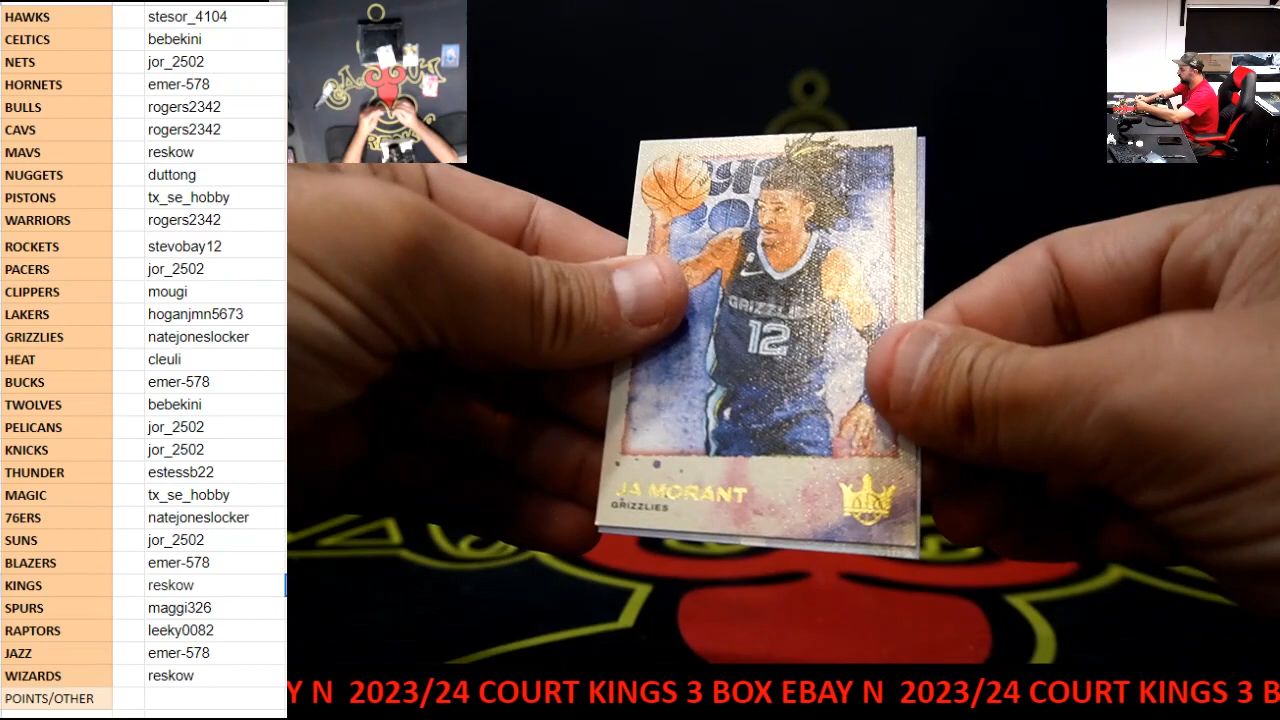 HAWKS stesor_4104
CELTICS bebekini
NETS jor_2502
HORNETS emer-578
BULLS rogers2342
CAVS rogers2342
MAVS reskow
NUGGETS duttong
PISTONS tx_se_hobby
WARRIORS rogers2342
ROCKETS stevobay12
PACERS jor_2502
CLIPPERS mougi
LAKERS hoganjmn5673
GRIZZLIES natejoneslocker
HEAT cleuli
BUCKS emer-578
TWOLVES bebekini
PELICANS jor_2502
KNICKS jor_2502
THUNDER estessb22
MAGIC tx_se_hobby
76ERS natejoneslocker
SUNS jor_2502
BLAZERS emer-578
KINGS reskow
SPURS maggi326
RAPTORS leeky0082
JAZZ emer-578
WIZARDS reskow
POINTS/OTHER
GRIZZLIES
12
JA MORANT
GRIZZLIES
Y N 2023/24 COURT KINGS 3 BOX EBAY N 2023/24 COURT KINGS 3 B